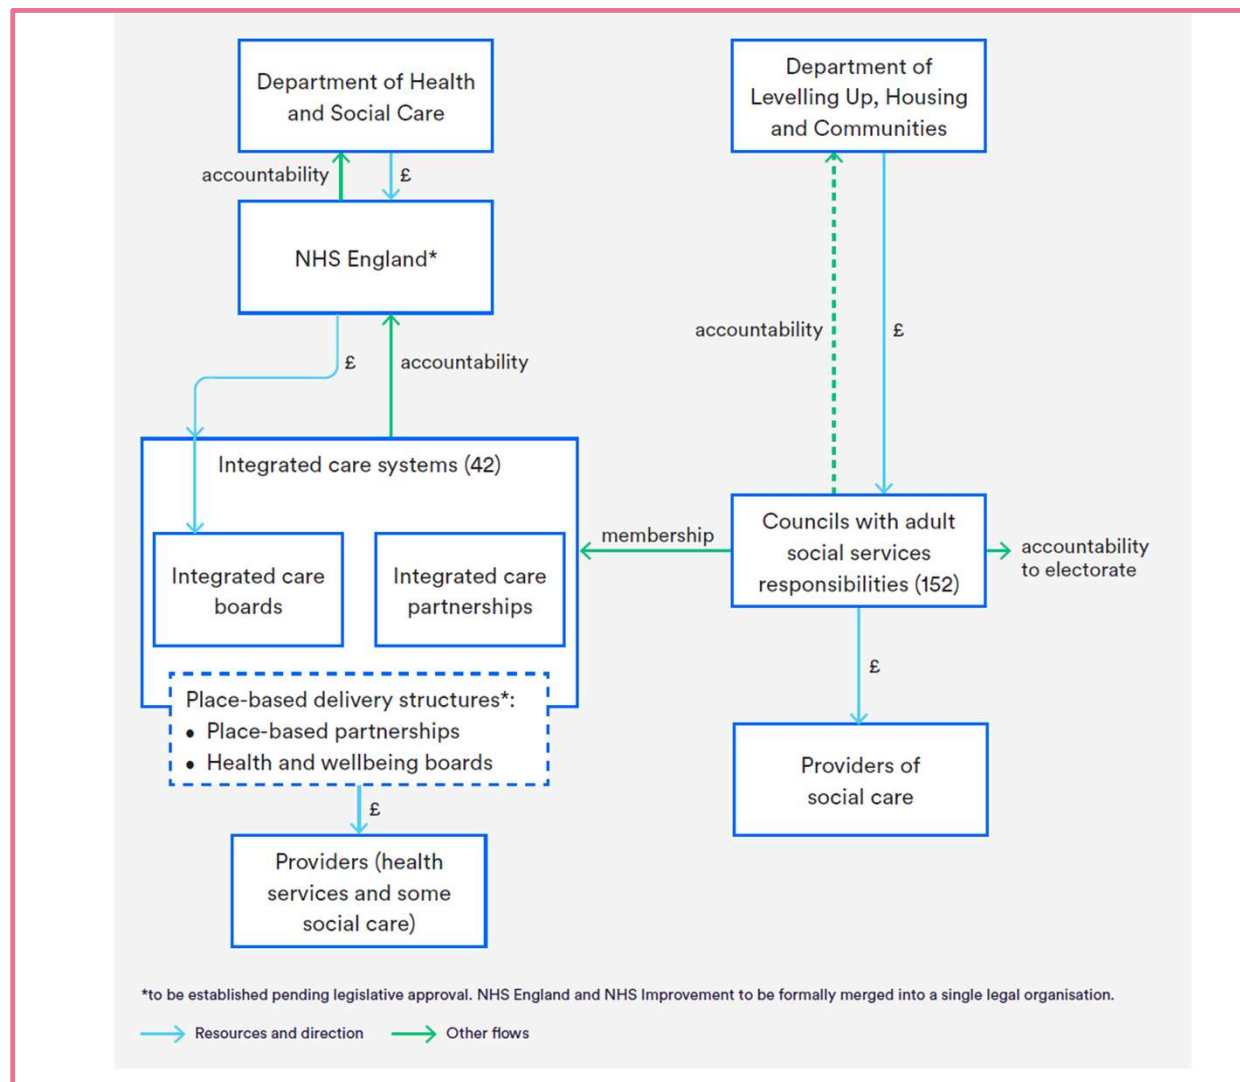 Department of Health
and Social Care
Department of
Levelling Up, Housing
and Communities
accountability
£
NHS England*
accountability
£
£
accountability
Integrated care systems (42)
Integrated care
boards
Integrated care
partnerships
membership
Councils with adult
social services
responsibilities (152)
accountability
to electorate
Place-based delivery structures*:
• Place-based partnerships
• Health and wellbeing boards
£
£
Providers of
social care
Providers (health
services and some
social care)
*to be established pending legislative approval. NHS England and NHS Improvement to be formally merged into a single legal organisation.
Resources and direction
Other flows